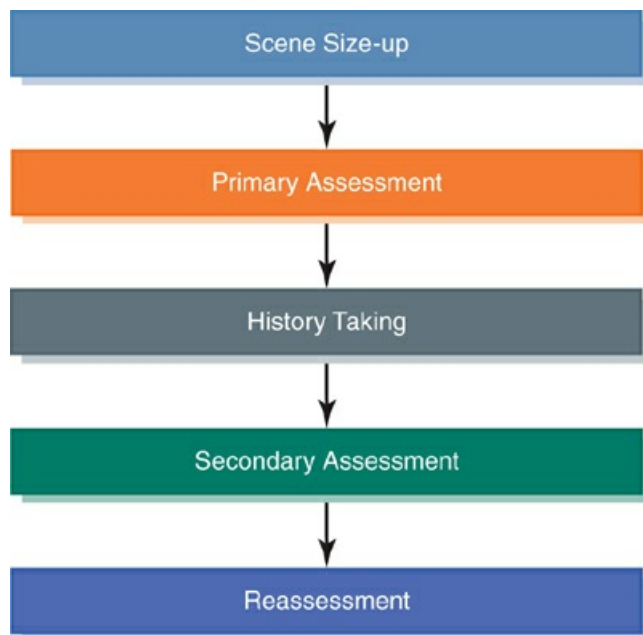 Scene Size-up
Primary Assessment
History Taking
Secondary Assessment
Reassessment